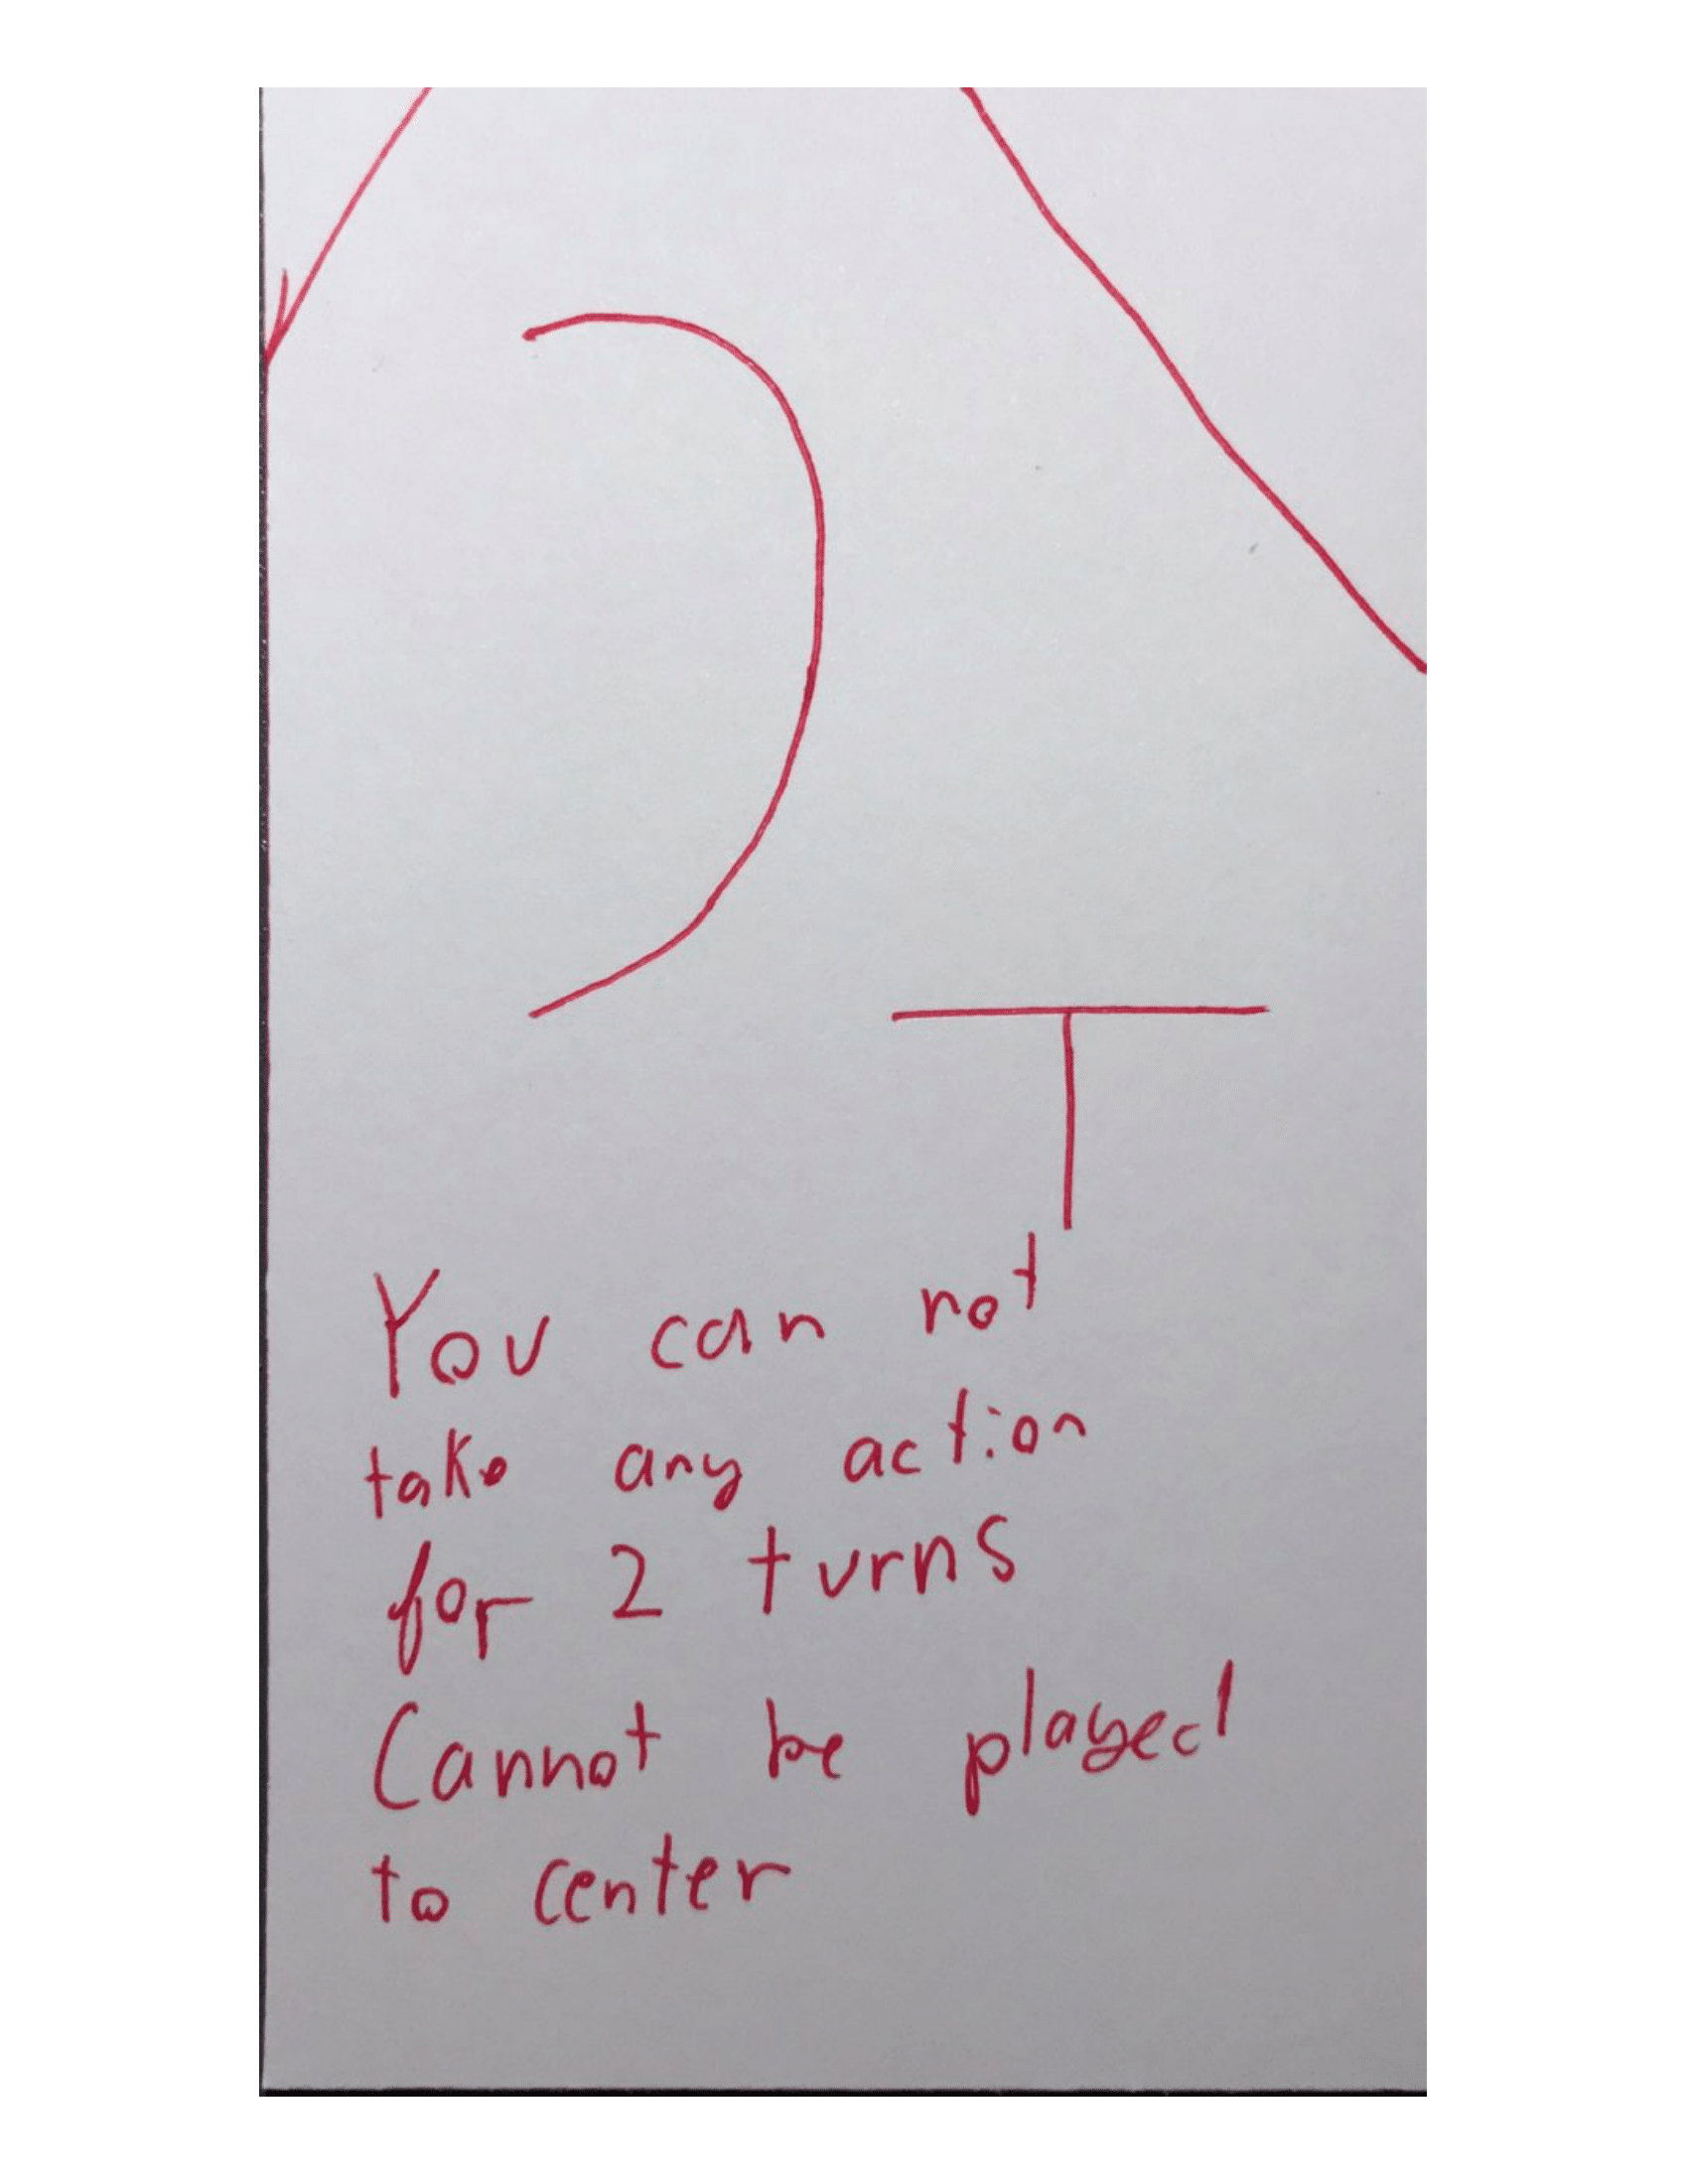 T
You can not
take any action
for 2 turns
Cannot be played
to center